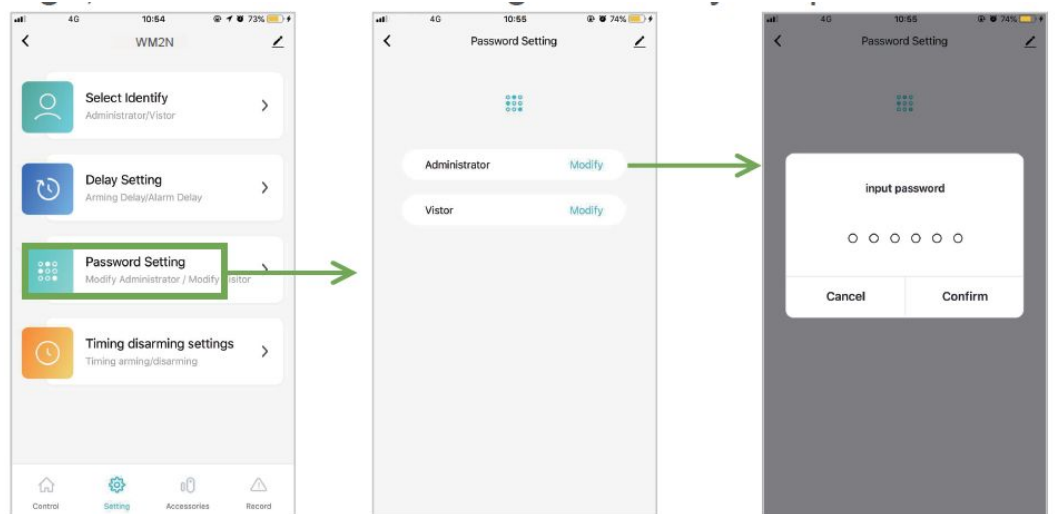 4G 10:54 73%
WM2N
Select Identify
Administrator/Vistor
Delay Setting
Arming Delay/Alarm Delay
Password Setting
Modify Administrator / Modify Visitor
Timing disarming settings
Timing arming/disarming
Control Setting Accessories Record
4G 10:55 74%
Password Setting
Administrator Modify
Vistor Modify
4G 10:55 74%
Password Setting
input password
Cancel Confirm